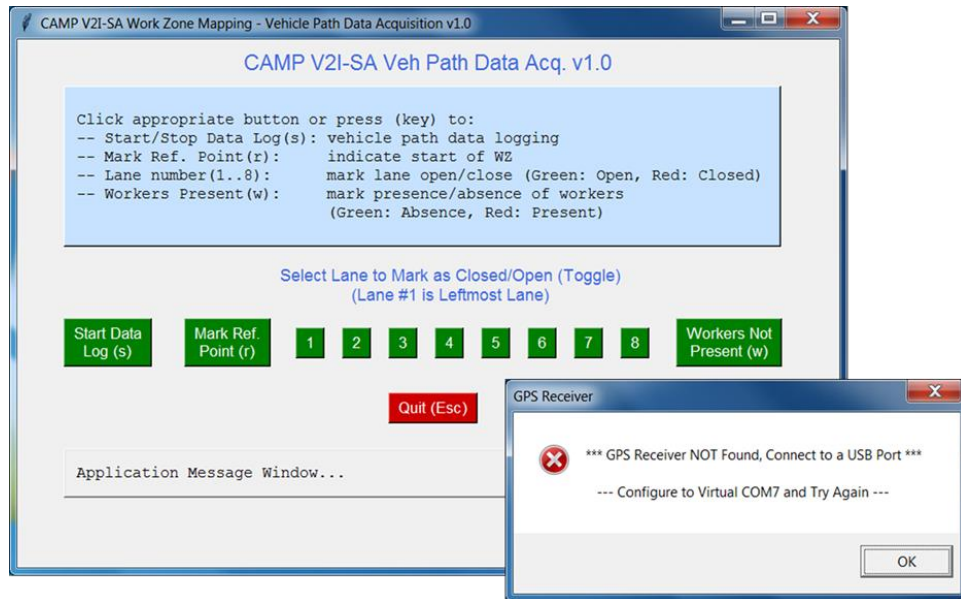 CAMP V2I-SA Work Zone Mapping - Vehicle Path Data Acquisition v1.0
CAMP V2I-SA Veh Path Data Acq. v1.0
Click appropriate button or press (key) to:
-- Start/Stop Data Log(s): vehicle path data logging
-- Mark Ref. Point(r): indicate start of WZ
-- Lane number(1..8): mark lane open/close (Green: Open, Red: Closed)
-- Workers Present(w): mark presence/absence of workers
(Green: Absence, Red: Present)
Select Lane to Mark as Closed/Open (Toggle)
(Lane #1 is Leftmost Lane)
Start Data
Log (s)
Mark Ref.
Point (r)
1 2 3 4 5 6 7 8
Workers Not
Present (w)
Quit (Esc)
Application Message Window...
GPS Receiver
*** GPS Receiver NOT Found, Connect to a USB Port ***
--- Configure to Virtual COM7 and Try Again ---
OK